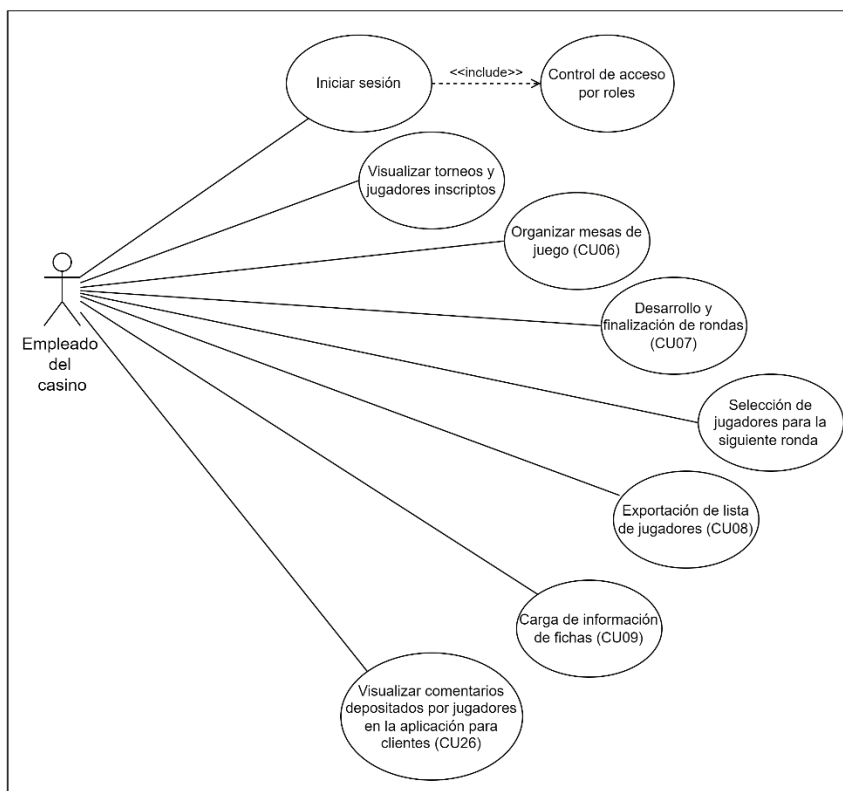 Iniciar sesión
<<include>>
Control de acceso
por roles
Visualizar torneos y
jugadores inscriptos
Organizar mesas de
juego (CU06)
Empleado
del
casino
Desarrollo y
finalización de rondas
(CU07)
Selección de
jugadores para la
siguiente ronda
Exportación de lista
de jugadores (CU08)
Carga de información
de fichas (CU09)
Visualizar comentarios
depositados por jugadores
en la aplicación para
clientes (CU26)